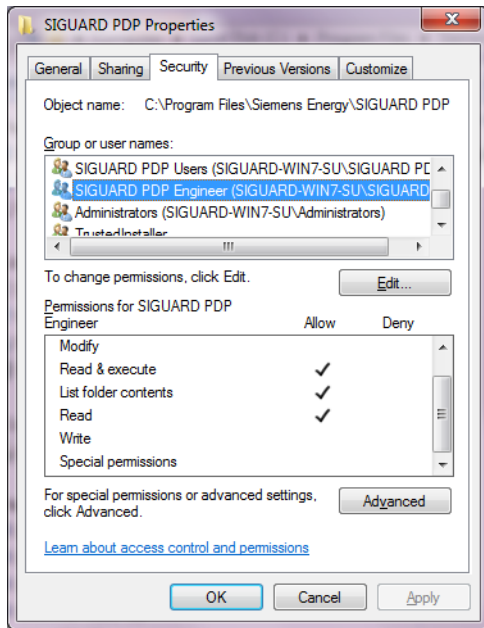 SIGUARD PDP Properties
General Sharing Security Previous Versions Customize
Object name: C:\Program Files\Siemens Energy\SIGUARD PDP
Group or user names:
SIGUARD PDP Users (SIGUARD-WIN7-SU\SIGUARD PD
SIGUARD PDP Engineer (SIGUARD-WIN7-SU\SIGUARD
Administrators (SIGUARD-WIN7-SU\Administrators)
TrustedInstaller
To change permissions, click Edit.
Edit...
Permissions for SIGUARD PDP
Engineer Allow Deny
Modify
Read & execute
List folder contents
Read
Write
Special permissions
For special permissions or advanced settings,
click Advanced.
Advanced
Learn about access control and permissions
OK Cancel Apply